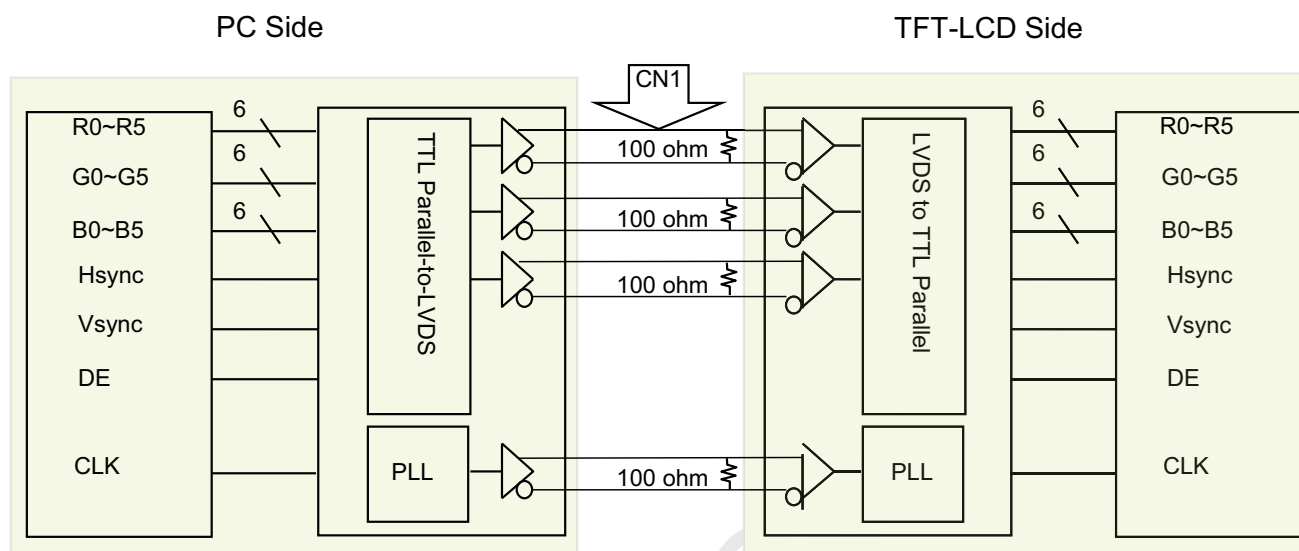 PC Side
TFT-LCD Side
CN1
R0~R5
6
G0~G5
6
B0~B5
6
Hsync
Vsync
DE
CLK
TTL Parallel-to-LVDS
PLL
100 ohm
100 ohm
100 ohm
100 ohm
LVDS to TTL Parallel
PLL
6
R0~R5
6
G0~G5
6
B0~B5
Hsync
Vsync
DE
CLK